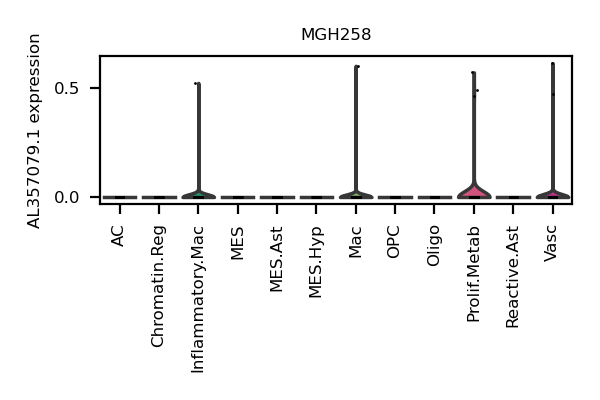 MGH258
AL357079.1 expression
0.5
0.0
AC
Chromatin.Reg
Inflammatory.Mac
MES
MES.Ast
MES.Hyp
Mac
OPC
Oligo
Prolif.Metab
Reactive.Ast
Vasc